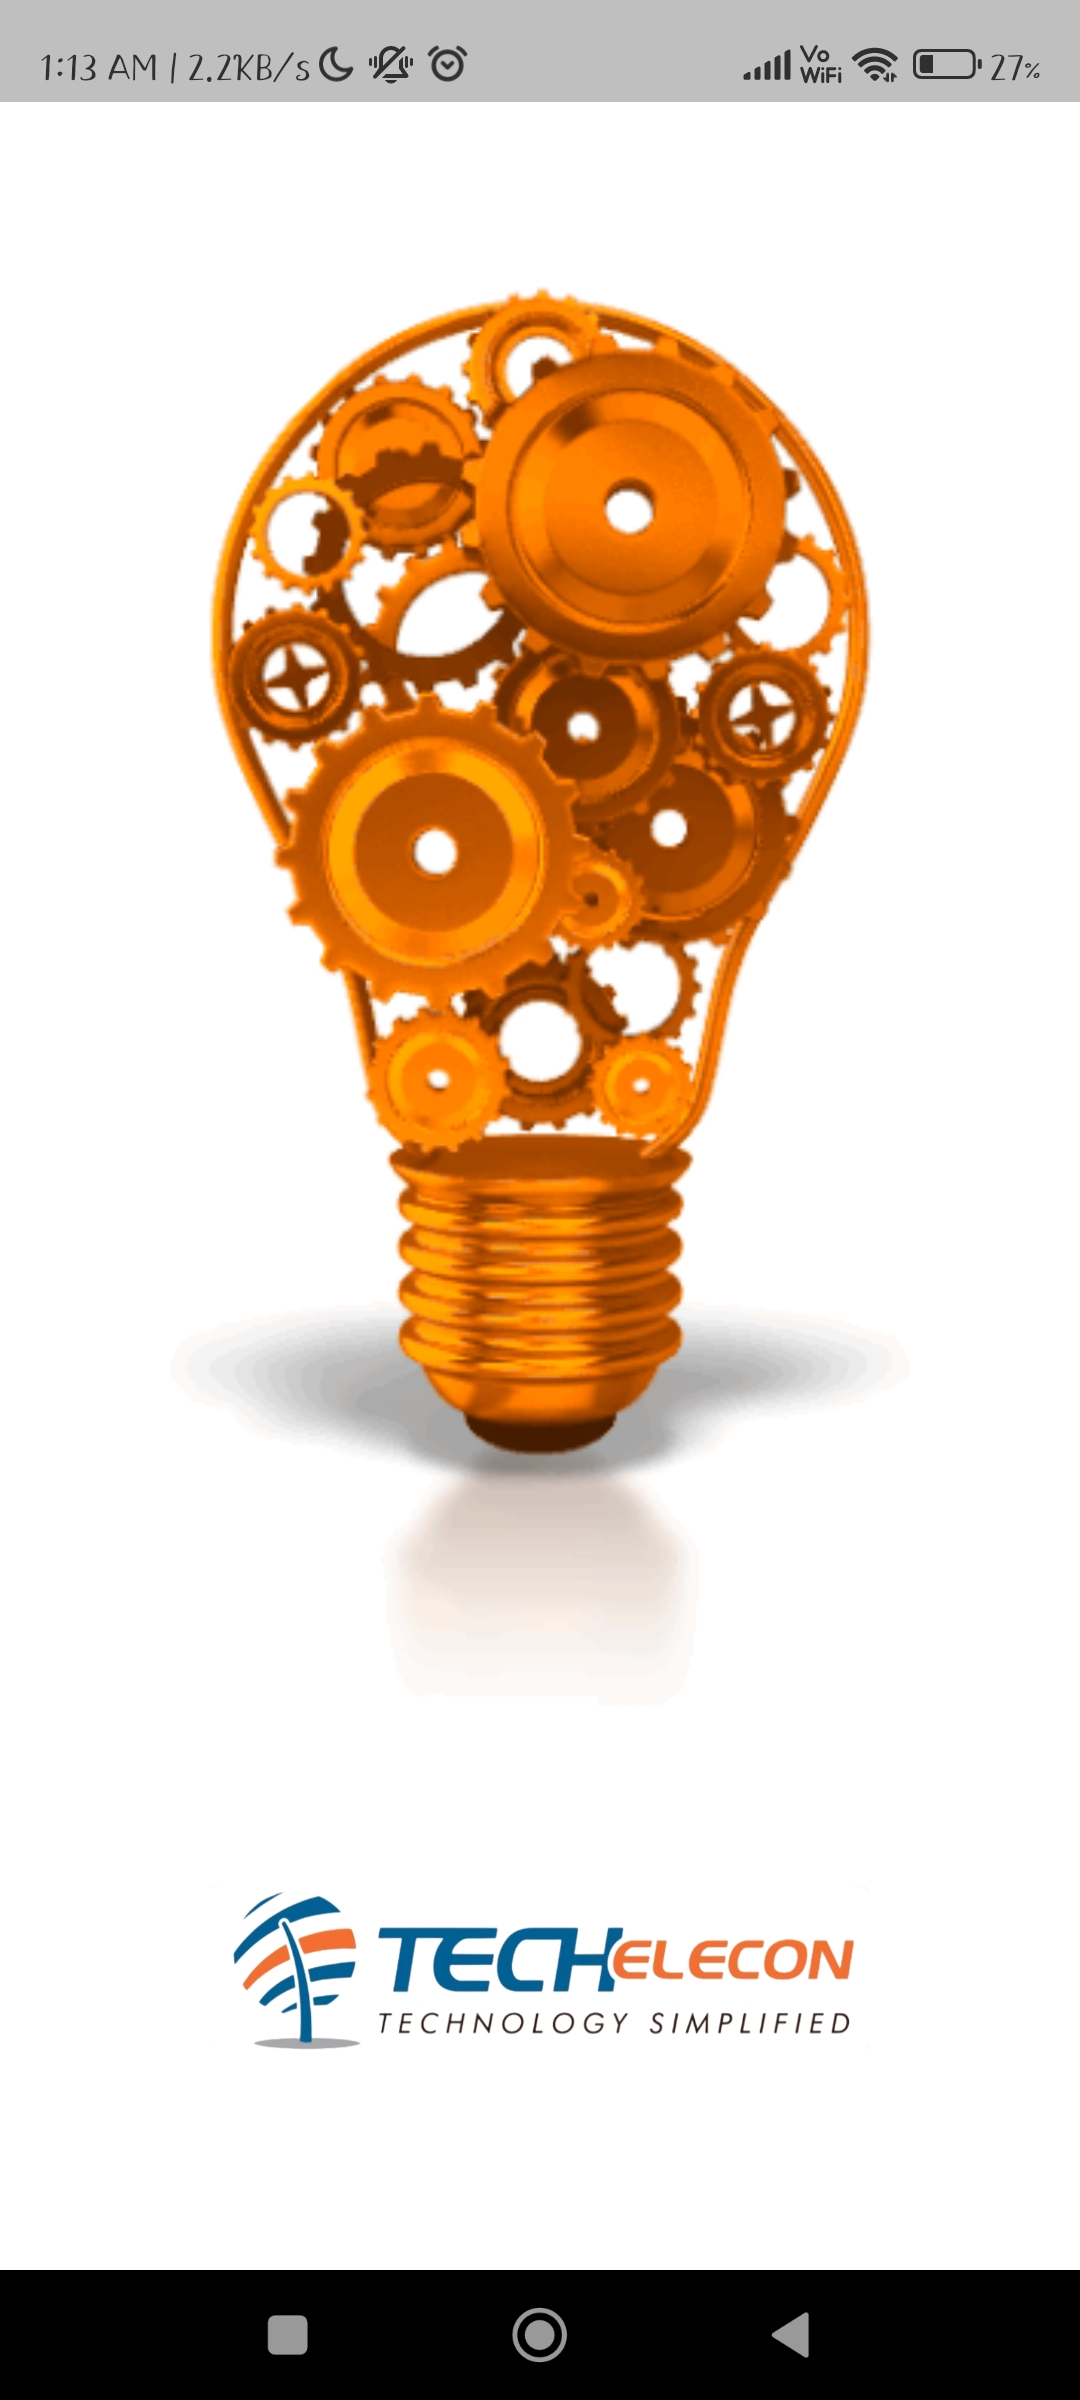 1:13 AM | 2.2KB/s Vo WiFi 27%
TECHELECON
TECHNOLOGY SIMPLIFIED